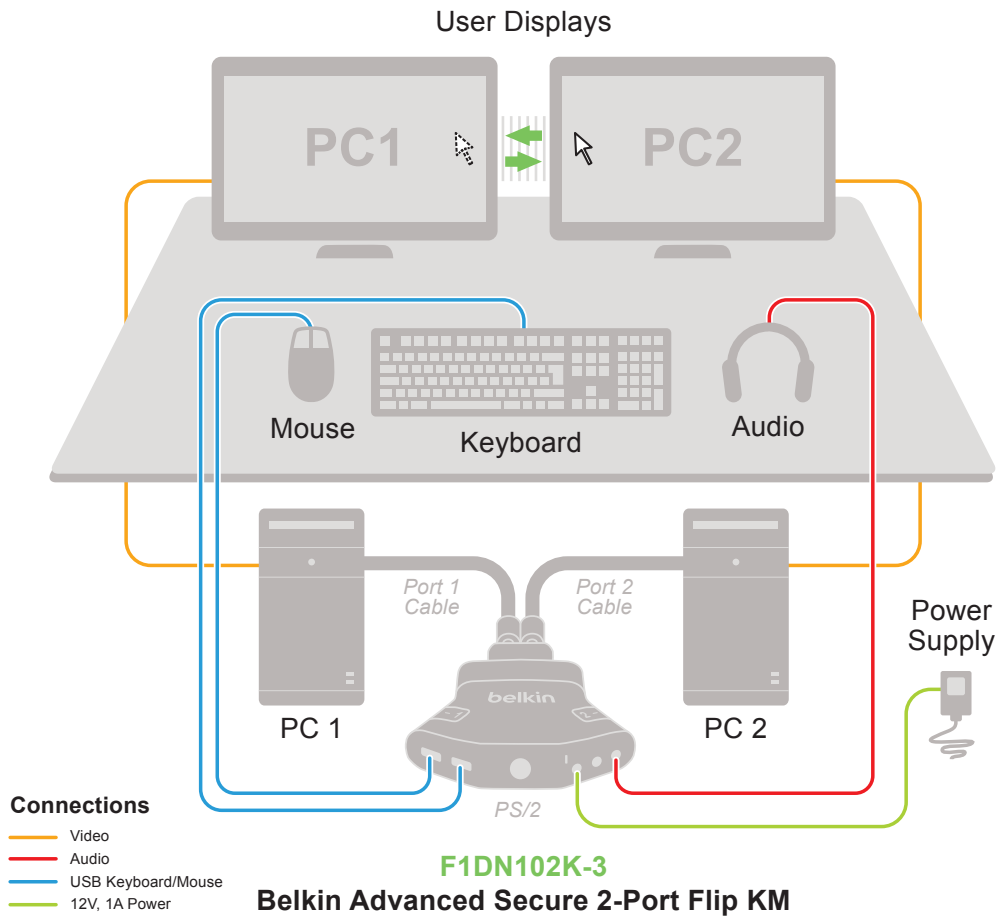 User Displays
PC1
PC2
Mouse
Keyboard
Audio
Port 1
Cable
Port 2
Cable
Power
Supply
belkin
1
2
PC 1
PC 2
PS/2
Connections
Video
Audio
USB Keyboard/Mouse
12V, 1A Power
F1DN102K-3
Belkin Advanced Secure 2-Port Flip KM